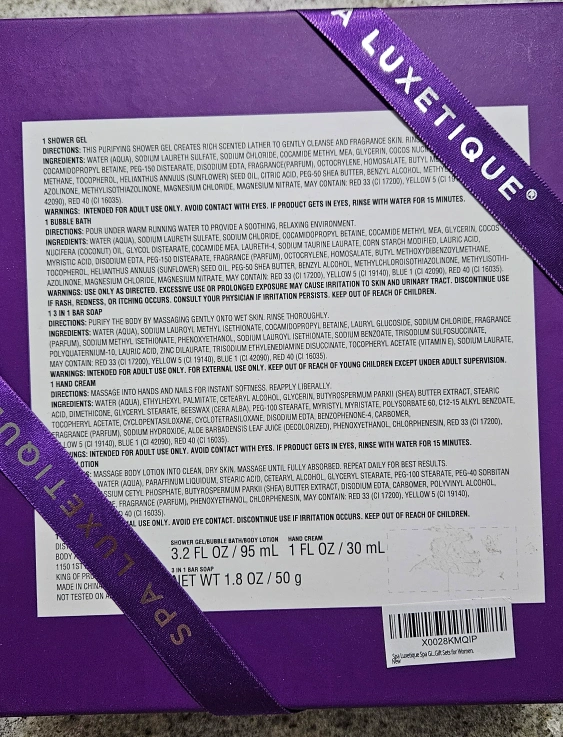 A LUXETIQUE®
1 SHOWER GEL
DIRECTIONS: THIS PURIFYING SHOWER GEL CREATES RICH SCENTED LATHER TO GENTLY CLEANSE AND FRAGRANCE SKIN.
INGREDIENTS: WATER (AQUA), SODIUM LAURETH SULFATE, SODIUM CHLORIDE, COCAMIDE METHYL MEA, GLYCERIN, COCOS
COCAMIDOPROPYL BETAINE, PEG-150 DISTEARATE, DISODIUM EDTA, FRAGRANCE(PARFUM), OCTOCRYLENE, HOMOSALATE, BUTYL
METHANE, TOCOPHEROL, HELIANTHUS ANNUUS (SUNFLOWER) SEED OIL, CITRIC ACID, PEG-50 SHEA BUTTER, BENZYL ALCOHOL,
AZOLINONE, METHYLISOTHIAZOLINONE, MAGNESIUM CHLORIDE, MAGNESIUM NITRATE, MAY CONTAIN: RED 33 (CI 17200), YELLOW 5 (CI
42090), RED 40 (CI 16035).
WARNINGS: INTENDED FOR ADULT USE ONLY. AVOID CONTACT WITH EYES. IF PRODUCT GETS IN EYES, RINSE WITH WATER FOR 15 MINUTES.
1 BUBBLE BATH
DIRECTIONS: POUR UNDER WARM RUNNING WATER TO PROVIDE A SOOTHING, RELAXING ENVIRONMENT.
INGREDIENTS: WATER (AQUA), SODIUM LAURETH SULFATE, SODIUM CHLORIDE, COCAMIDOPROPYL BETAINE, COCAMIDE METHYL MEA, GLYCERIN, COCOS
NUCIFERA (COCONUT) OIL, GLYCOL DISTEARATE, COCAMIDE MEA, LAURETH-4, SODIUM TAURINE LAURATE, CORN STARCH MODIFIED, LAURIC ACID,
MYRISTIC ACID, DISODIUM EDTA, PEG-150 DISTEARATE, FRAGRANCE (PARFUM), OCTOCRYLENE, HOMOSALATE, BUTYL METHOXYDIBENZOYLMETHANE,
TOCOPHEROL, HELIANTHUS ANNUUS (SUNFLOWER) SEED OIL, PEG-50 SHEA BUTTER, BENZYL ALCOHOL, METHYLCHLOROISOTHIAZOLINONE, METHYLISOTHI-
AZOLINONE, MAGNESIUM CHLORIDE, MAGNESIUM NITRATE, MAY CONTAIN: RED 33 (CI 17200), YELLOW 5 (CI 19140), BLUE 1 (CI 42090), RED 40 (CI 16035).
WARNINGS: USE ONLY AS DIRECTED. EXCESSIVE USE OR PROLONGED EXPOSURE MAY CAUSE IRRITATION TO SKIN AND URINARY TRACT. DISCONTINUE USE
IF RASH, REDNESS, OR ITCHING OCCURS. CONSULT YOUR PHYSICIAN IF IRRITATION PERSISTS. KEEP OUT OF REACH OF CHILDREN.
1 3 IN 1 BAR SOAP
DIRECTIONS: PURIFY THE BODY BY MASSAGING GENTLY ONTO WET SKIN. RINSE THOROUGHLY.
INGREDIENTS: WATER (AQUA), SODIUM LAUROYL METHYL ISETHIONATE, COCAMIDOPROPYL BETAINE, LAURYL GLUCOSIDE, SODIUM CHLORIDE, FRAGRANCE
(PARFUM), SODIUM METHYL ISETHIONATE, PHENOXYETHANOL, SODIUM LAUROYL ISETHIONATE, SODIUM BENZOATE, TRISODIUM SULFOSUCCINATE,
POLYQUATERNIUM-10, LAURIC ACID, ZINC DILAURATE, TRISODIUM ETHYLENEDIAMINE DISUCCINATE, TOCOPHERYL ACETATE (VITAMIN E), SODIUM LAURATE,
MAY CONTAIN: RED 33 (CI 17200), YELLOW 5 (CI 19140), BLUE 1 (CI 42090), RED 40 (CI 16035).
WARNINGS: INTENDED FOR ADULT USE. FOR EXTERNAL USE ONLY. KEEP OUT OF REACH OF YOUNG CHILDREN EXCEPT UNDER ADULT SUPERVISION.
1 HAND CREAM
DIRECTIONS: MASSAGE INTO HANDS AND NAILS FOR INSTANT SOFTNESS. REAPPLY LIBERALLY.
INGREDIENTS: WATER (AQUA), ETHYLHEXYL PALMITATE, CETEARYL ALCOHOL, GLYCERIN, BUTYROSPERMUM PARKII (SHEA) BUTTER EXTRACT, STEARIC
ACID, DIMETHICONE, GLYCERYL STEARATE, BEESWAX (CERA ALBA), PEG-100 STEARATE, MYRISTYL MYRISTATE, POLYSORBATE 60, C12-15 ALKYL BENZOATE,
TOCOPHERYL ACETATE, CYCLOPENTASILOXANE, CYCLOTETRASILOXANE, DISODIUM EDTA, BENZOPHENONE-4, CARBOMER,
FRAGRANCE (PARFUM), SODIUM HYDROXIDE, ALOE BARBADENSIS LEAF JUICE (DECOLORIZED), PHENOXYETHANOL, CHLORPHENESIN, RED 33 (CI 17200),
5 (CI 19140), BLUE 1 (CI 42090), RED 40 (CI 16035).
INTENDED FOR ADULT USE ONLY. AVOID CONTACT WITH EYES. IF PRODUCT GETS IN EYES, RINSE WITH WATER FOR 15 MINUTES.
LOTION
MASSAGE BODY LOTION INTO CLEAN, DRY SKIN. MASSAGE UNTIL FULLY ABSORBED. REPEAT DAILY FOR BEST RESULTS.
WATER (AQUA), PARAFFINUM LIQUIDUM, STEARIC ACID, CETEARYL ALCOHOL, GLYCERYL STEARATE, PEG-100 STEARATE, PEG-40 SORBITAN
CETYL PHOSPHATE, BUTYROSPERMUM PARKII (SHEA) BUTTER EXTRACT, DISODIUM EDTA, CARBOMER, POLYVINYL ALCOHOL,
FRAGRANCE (PARFUM), PHENOXYETHANOL, CHLORPHENESIN, MAY CONTAIN: RED 33 (CI 17200), YELLOW 5 (CI 19140),
40 (CI 16035).
USE ONLY. AVOID EYE CONTACT. DISCONTINUE USE IF IRRITATION OCCURS. KEEP OUT OF REACH OF CHILDREN.
SHOWER GEL/BUBBLE BATH/BODY LOTION HAND CREAM
3.2 FL OZ / 95 mL 1 FL OZ / 30 mL
3 IN 1 BAR SOAP
NET WT 1.8 OZ / 50 g
BODY
1150 1ST
KING OF
MADE IN
NOT TESTED ON
SPA LUXETIQUE
X0028KMQIP
Spa Luxetique Spa Gi..Gift Sets for Women,
New